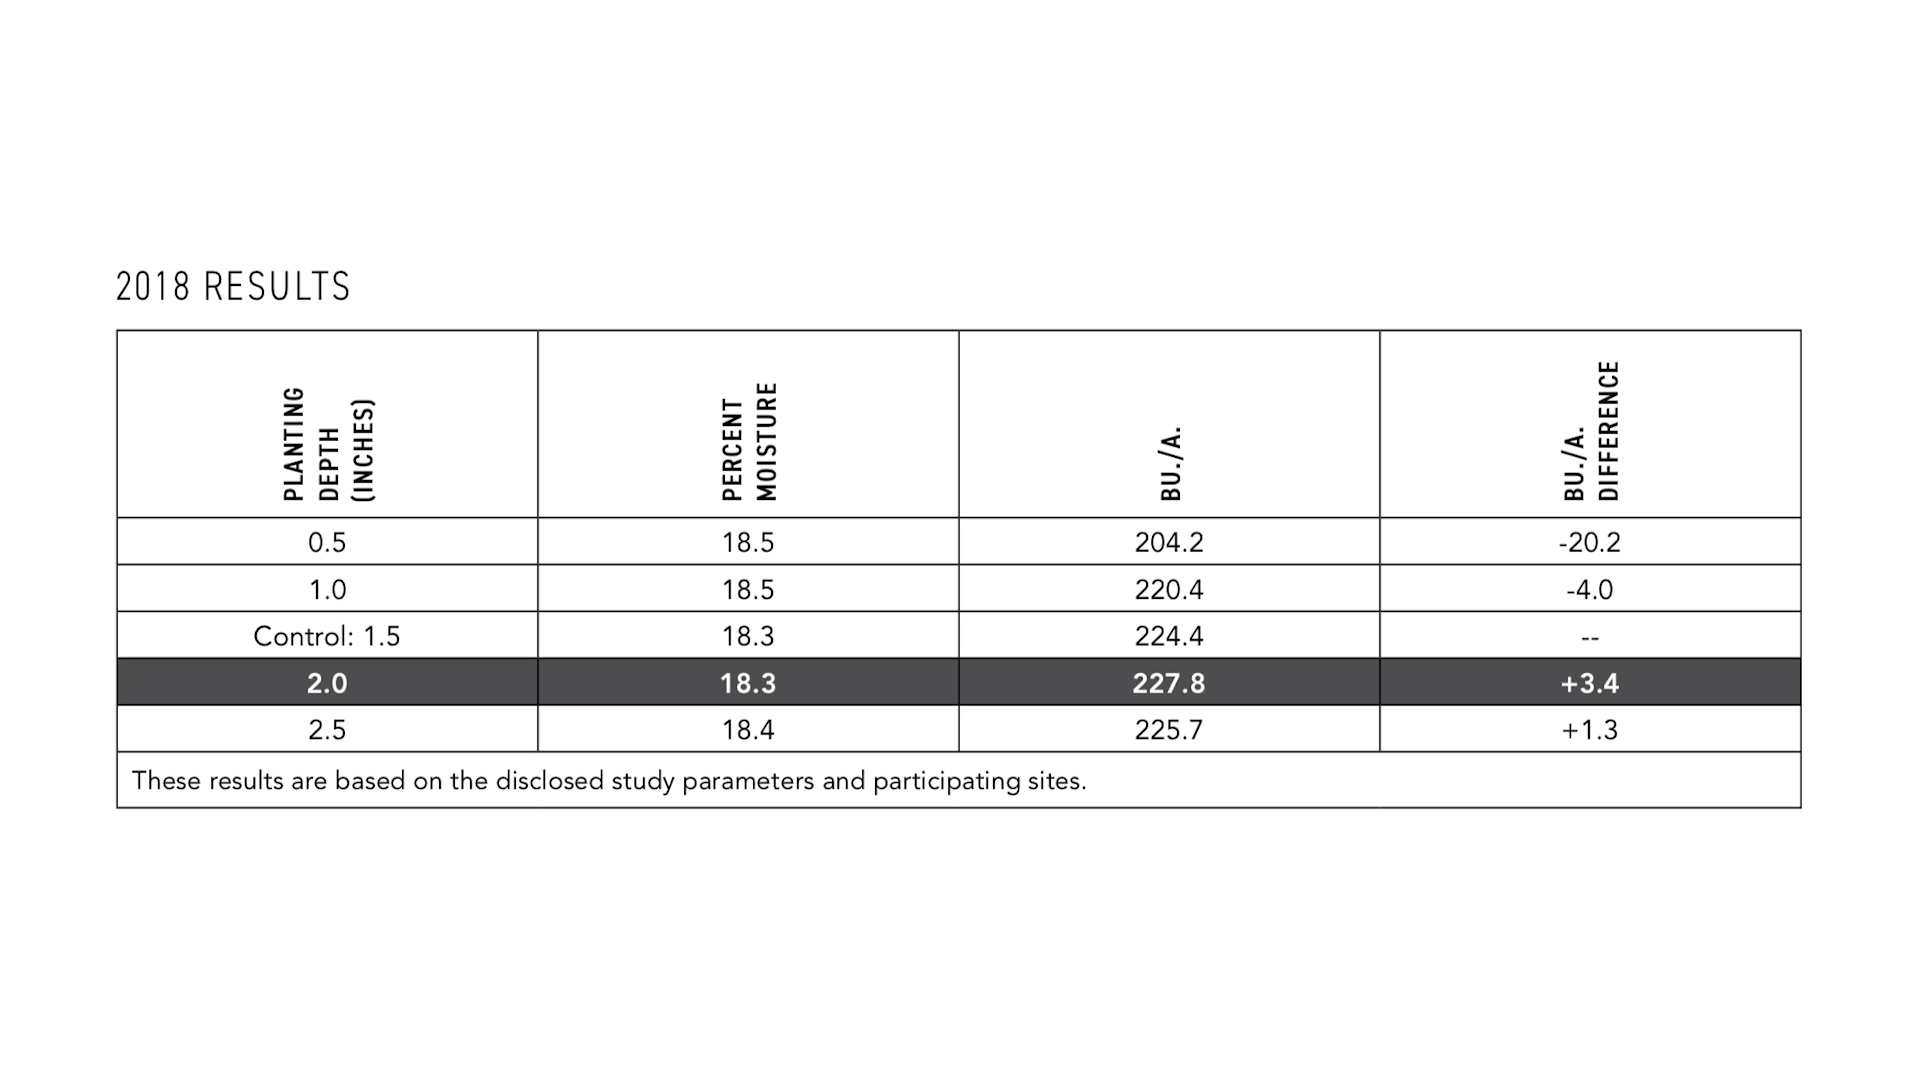 2018 RESULTS
PLANTING
DEPTH
(INCHES)
PERCENT
MOISTURE
BU./A.
BU./A.
DIFFERENCE
0.5 18.5 204.2 -20.2
1.0 18.5 220.4 -4.0
Control: 1.5 18.3 224.4 --
2.0 18.3 227.8 +3.4
2.5 18.4 225.7 +1.3
These results are based on the disclosed study parameters and participating sites.